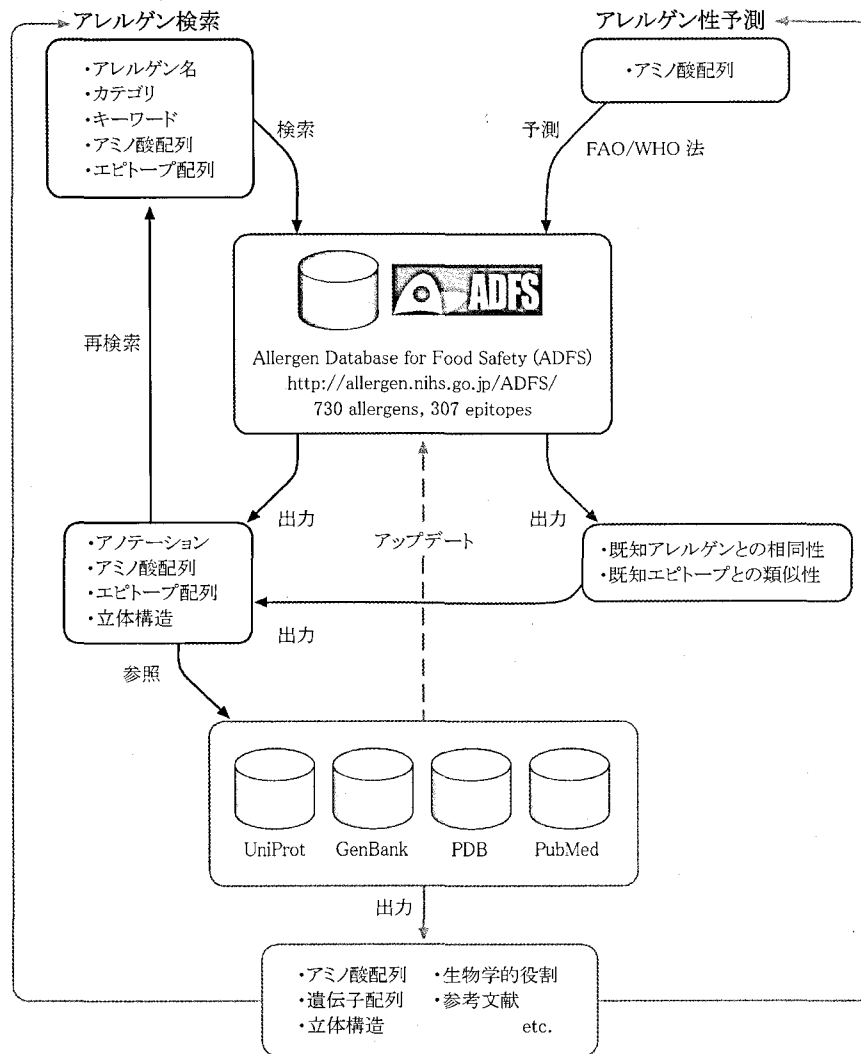 アレルゲン検索
アレルゲン性予測
・アレルゲン名
・カテゴリ
・キーワード
・アミノ酸配列
・エピトープ配列
・アミノ酸配列
検索
予測
FAO/WHO 法
ADFS
Allergen Database for Food Safety (ADFS)
http://allergen.nihs.go.jp/ADFS/
730 allergens, 307 epitopes
再検索
出力
アップデート
出力
・アノテーション
・アミノ酸配列
・エピトープ配列
・立体構造
・既知アレルゲンとの相同性
・既知エピトープとの類似性
出力
参照
UniProt
GenBank
PDB
PubMed
出力
・アミノ酸配列
・遺伝子配列
・立体構造
・生物学的役割
・参考文献
etc.